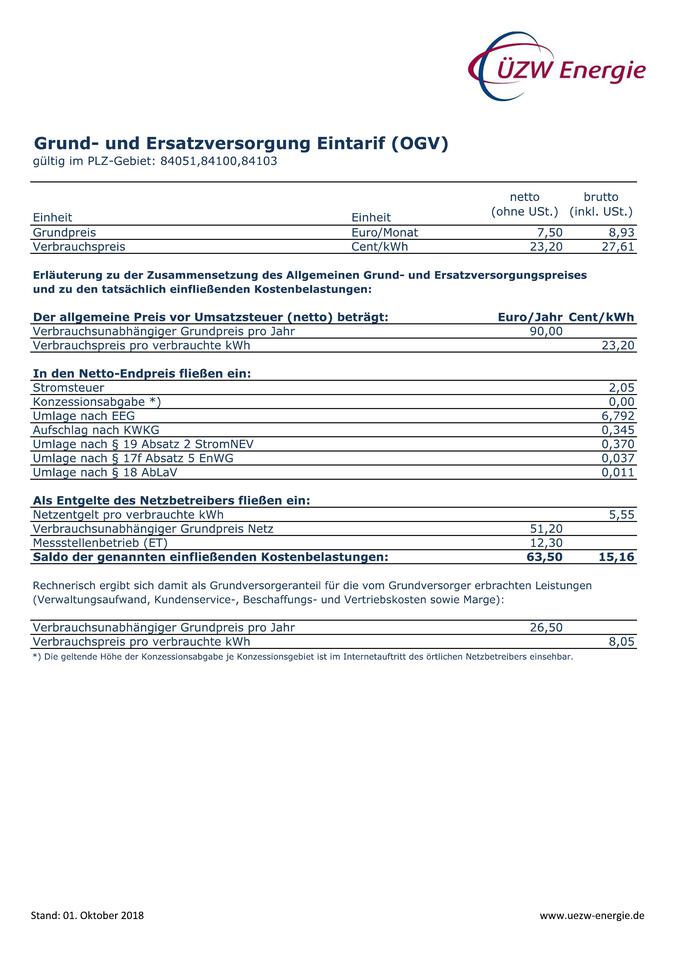 ÜZW Energie
Grund- und Ersatzversorgung Eintarif (OGV)
gültig im PLZ-Gebiet: 84051,84100,84103
netto brutto
Einheit Einheit (ohne USt.) (inkl. USt.)
Grundpreis Euro/Monat 7,50 8,93
Verbrauchspreis Cent/kWh 23,20 27,61
Erläuterung zu der Zusammensetzung des Allgemeinen Grund- und Ersatzversorgungspreises
und zu den tatsächlich einfließenden Kostenbelastungen:
Der allgemeine Preis vor Umsatzsteuer (netto) beträgt: Euro/Jahr Cent/kWh
Verbrauchsunabhängiger Grundpreis pro Jahr 90,00
Verbrauchspreis pro verbrauchte kWh 23,20
In den Netto-Endpreis fließen ein:
Stromsteuer 2,05
Konzessionsabgabe *) 0,00
Umlage nach EEG 6,792
Aufschlag nach KWKG 0,345
Umlage nach § 19 Absatz 2 StromNEV 0,370
Umlage nach § 17f Absatz 5 EnWG 0,037
Umlage nach § 18 AbLaV 0,011
Als Entgelte des Netzbetreibers fließen ein:
Netzentgelt pro verbrauchte kWh 5,55
Verbrauchsunabhängiger Grundpreis Netz 51,20
Messstellenbetrieb (ET) 12,30
Saldo der genannten einfließenden Kostenbelastungen: 63,50 15,16
Rechnerisch ergibt sich damit als Grundversorgeranteil für die vom Grundversorger erbrachten Leistungen
(Verwaltungsaufwand, Kundenservice-, Beschaffungs- und Vertriebskosten sowie Marge):
Verbrauchsunabhängiger Grundpreis pro Jahr 26,50
Verbrauchspreis pro verbrauchte kWh 8,05
*) Die geltende Höhe der Konzessionsabgabe je Konzessionsgebiet ist im Internetauftritt des örtlichen Netzbetreibers einsehbar.
Stand: 01. Oktober 2018 www.uezw-energie.de